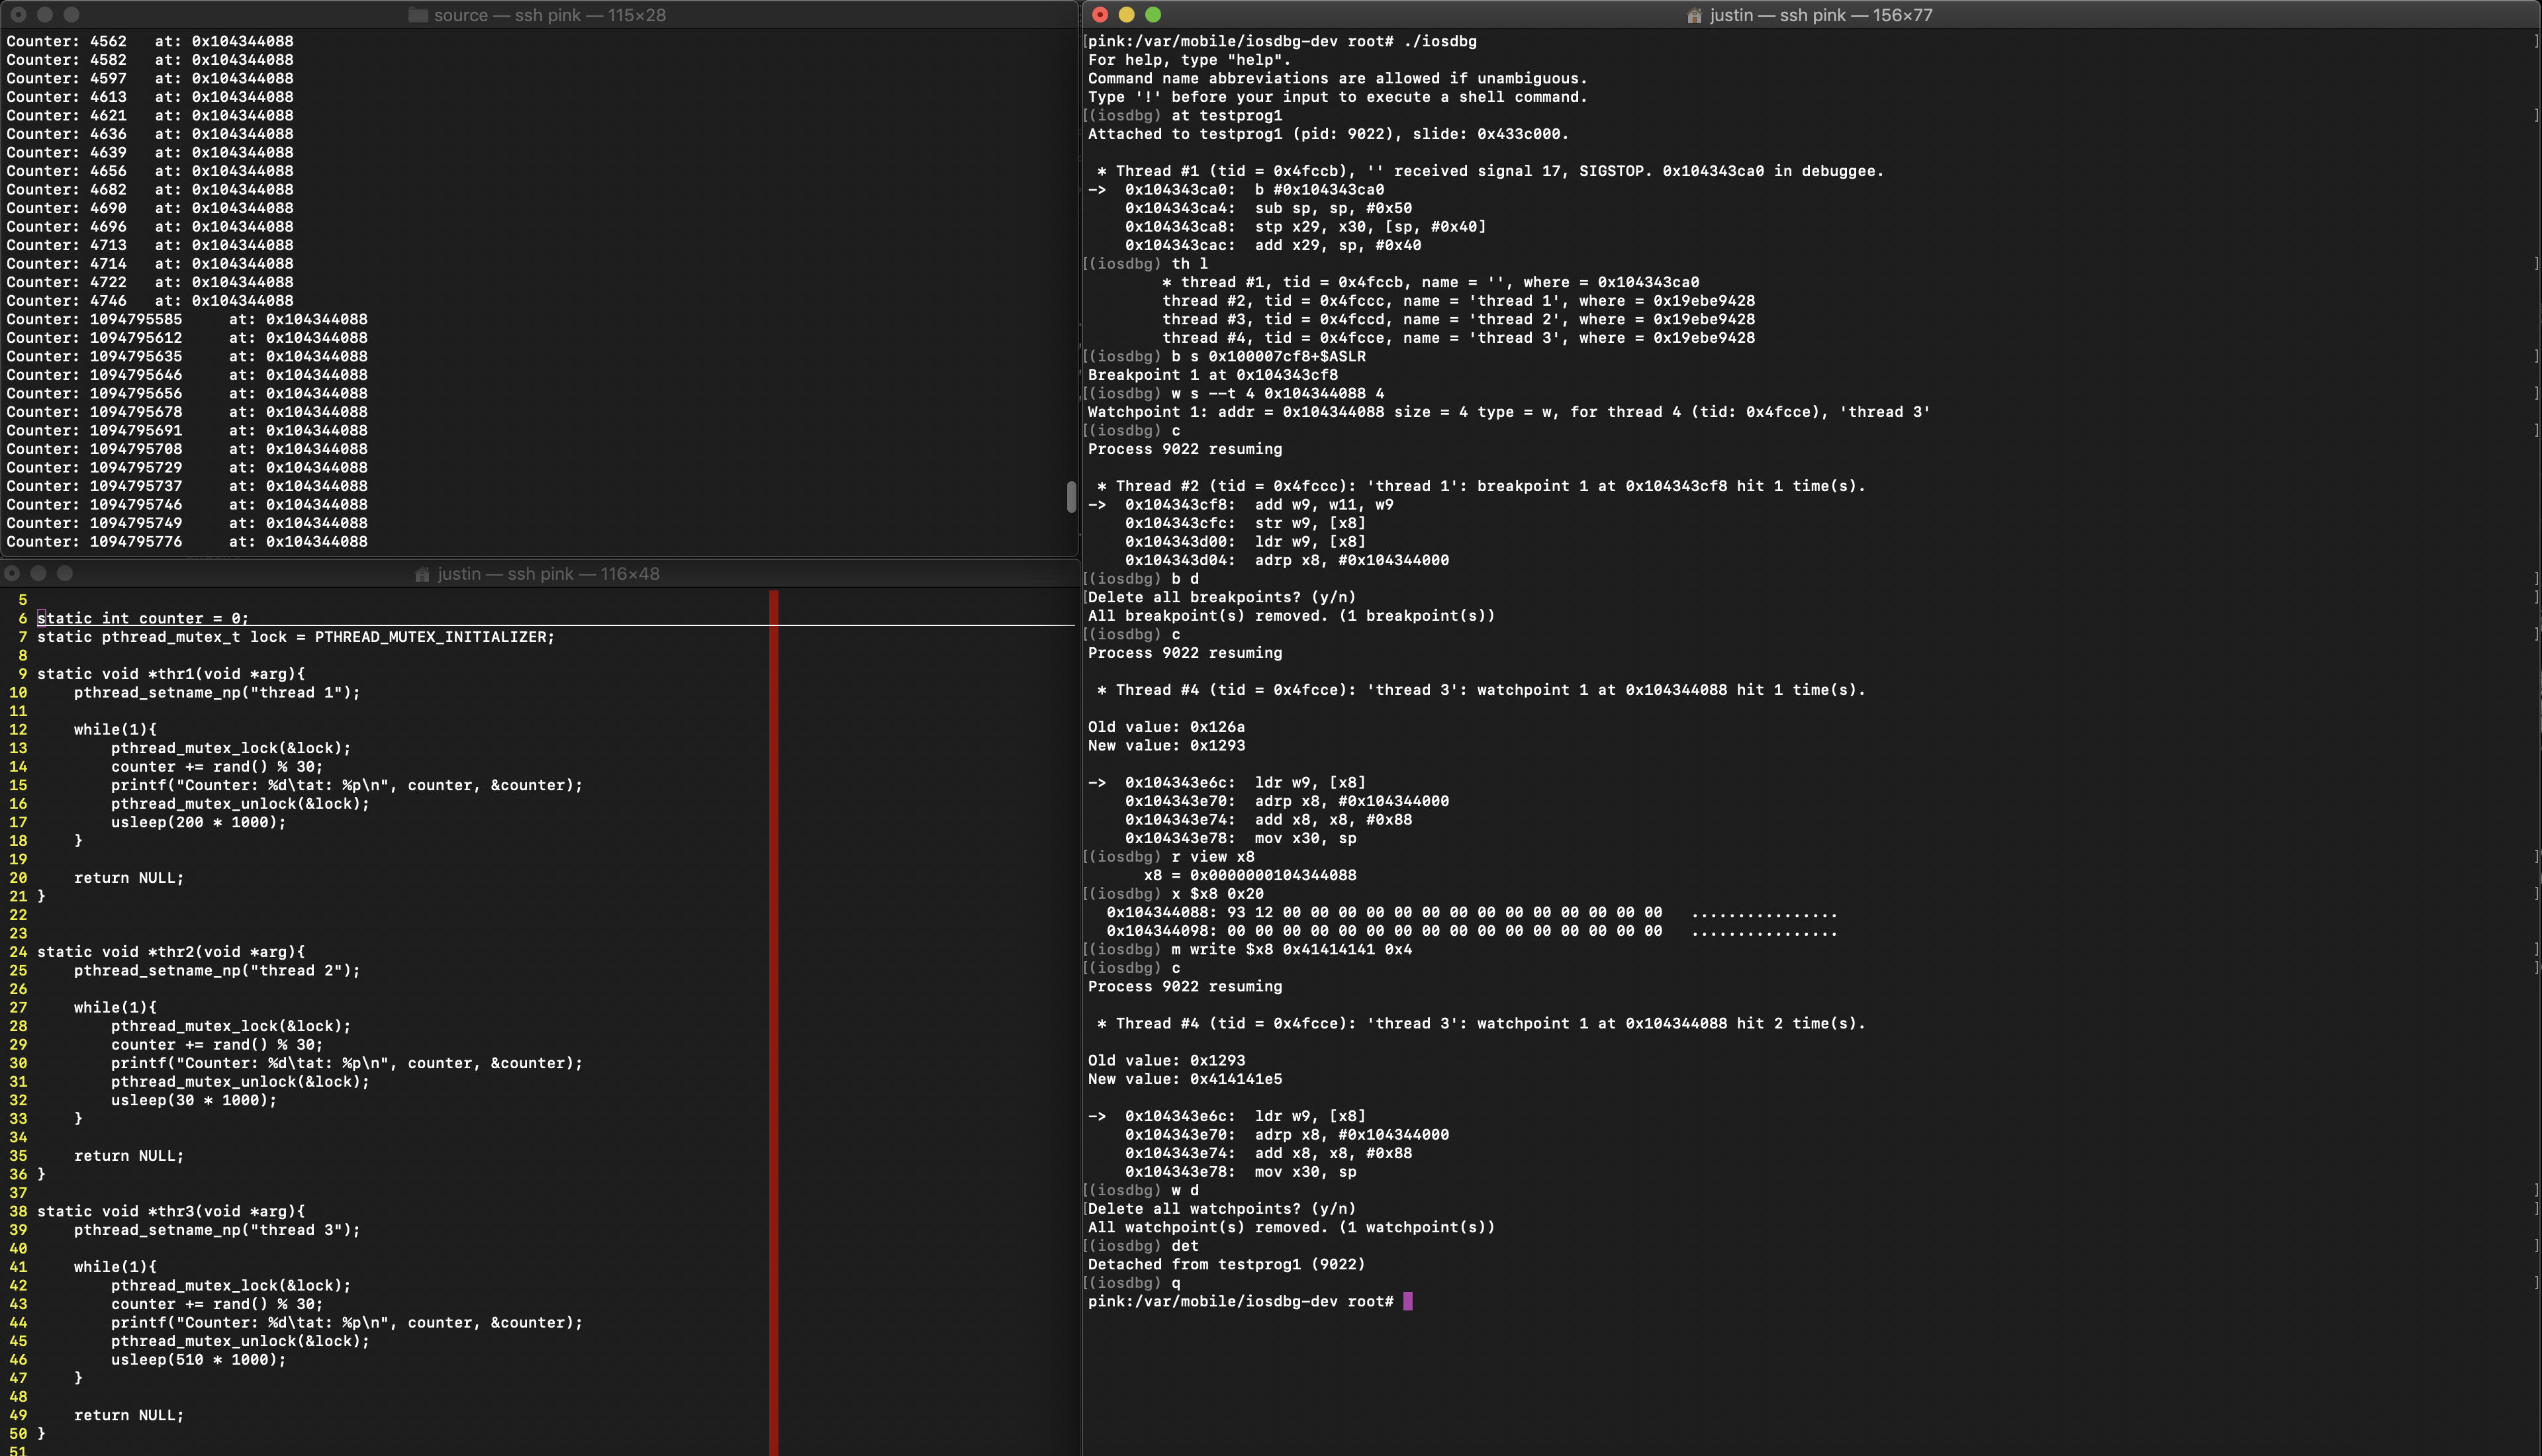 source — ssh pink — 115×28
Counter: 4562   at: 0x104344088
Counter: 4582   at: 0x104344088
Counter: 4597   at: 0x104344088
Counter: 4613   at: 0x104344088
Counter: 4621   at: 0x104344088
Counter: 4636   at: 0x104344088
Counter: 4639   at: 0x104344088
Counter: 4656   at: 0x104344088
Counter: 4682   at: 0x104344088
Counter: 4690   at: 0x104344088
Counter: 4696   at: 0x104344088
Counter: 4713   at: 0x104344088
Counter: 4714   at: 0x104344088
Counter: 4722   at: 0x104344088
Counter: 4746   at: 0x104344088
Counter: 1094795585     at: 0x104344088
Counter: 1094795612     at: 0x104344088
Counter: 1094795635     at: 0x104344088
Counter: 1094795646     at: 0x104344088
Counter: 1094795656     at: 0x104344088
Counter: 1094795678     at: 0x104344088
Counter: 1094795691     at: 0x104344088
Counter: 1094795708     at: 0x104344088
Counter: 1094795729     at: 0x104344088
Counter: 1094795737     at: 0x104344088
Counter: 1094795746     at: 0x104344088
Counter: 1094795749     at: 0x104344088
Counter: 1094795776     at: 0x104344088
justin — ssh pink — 116×48
5
6 static int counter = 0;
7 static pthread_mutex_t lock = PTHREAD_MUTEX_INITIALIZER;
8
9 static void *thr1(void *arg){
10     pthread_setname_np("thread 1");
11
12     while(1){
13         pthread_mutex_lock(&lock);
14         counter += rand() % 30;
15         printf("Counter: %d\tat: %p\n", counter, &counter);
16         pthread_mutex_unlock(&lock);
17         usleep(200 * 1000);
18     }
19
20     return NULL;
21 }
22
23
24 static void *thr2(void *arg){
25     pthread_setname_np("thread 2");
26
27     while(1){
28         pthread_mutex_lock(&lock);
29         counter += rand() % 30;
30         printf("Counter: %d\tat: %p\n", counter, &counter);
31         pthread_mutex_unlock(&lock);
32         usleep(30 * 1000);
33     }
34
35     return NULL;
36 }
37
38 static void *thr3(void *arg){
39     pthread_setname_np("thread 3");
40
41     while(1){
42         pthread_mutex_lock(&lock);
43         counter += rand() % 30;
44         printf("Counter: %d\tat: %p\n", counter, &counter);
45         pthread_mutex_unlock(&lock);
46         usleep(510 * 1000);
47     }
48
49     return NULL;
50 }
51
justin — ssh pink — 156×77
[pink:/var/mobile/iosdbg-dev root# ./iosdbg ]
For help, type "help".
Command name abbreviations are allowed if unambiguous.
Type '!' before your input to execute a shell command.
[(iosdbg) at testprog1 ]
Attached to testprog1 (pid: 9022), slide: 0x433c000.

 * Thread #1 (tid = 0x4fccb), '' received signal 17, SIGSTOP. 0x104343ca0 in debuggee.
->  0x104343ca0:  b #0x104343ca0
    0x104343ca4:  sub sp, sp, #0x50
    0x104343ca8:  stp x29, x30, [sp, #0x40]
    0x104343cac:  add x29, sp, #0x40
[(iosdbg) th l ]
        * thread #1, tid = 0x4fccb, name = '', where = 0x104343ca0
        thread #2, tid = 0x4fccc, name = 'thread 1', where = 0x19ebe9428
        thread #3, tid = 0x4fccd, name = 'thread 2', where = 0x19ebe9428
        thread #4, tid = 0x4fcce, name = 'thread 3', where = 0x19ebe9428
[(iosdbg) b s 0x100007cf8+$ASLR ]
Breakpoint 1 at 0x104343cf8
[(iosdbg) w s --t 4 0x104344088 4 ]
Watchpoint 1: addr = 0x104344088 size = 4 type = w, for thread 4 (tid: 0x4fcce), 'thread 3'
[(iosdbg) c ]
Process 9022 resuming

 * Thread #2 (tid = 0x4fccc): 'thread 1': breakpoint 1 at 0x104343cf8 hit 1 time(s).
->  0x104343cf8:  add w9, w11, w9
    0x104343cfc:  str w9, [x8]
    0x104343d00:  ldr w9, [x8]
    0x104343d04:  adrp x8, #0x104344000
[(iosdbg) b d ]
[Delete all breakpoints? (y/n) ]
All breakpoint(s) removed. (1 breakpoint(s))
[(iosdbg) c ]
Process 9022 resuming

 * Thread #4 (tid = 0x4fcce): 'thread 3': watchpoint 1 at 0x104344088 hit 1 time(s).

Old value: 0x126a
New value: 0x1293

->  0x104343e6c:  ldr w9, [x8]
    0x104343e70:  adrp x8, #0x104344000
    0x104343e74:  add x8, x8, #0x88
    0x104343e78:  mov x30, sp
[(iosdbg) r view x8 ]
      x8 = 0x0000000104344088
[(iosdbg) x $x8 0x20 ]
  0x104344088: 93 12 00 00 00 00 00 00 00 00 00 00 00 00 00 00   ................
  0x104344098: 00 00 00 00 00 00 00 00 00 00 00 00 00 00 00 00   ................
[(iosdbg) m write $x8 0x41414141 0x4 ]
[(iosdbg) c ]
Process 9022 resuming

 * Thread #4 (tid = 0x4fcce): 'thread 3': watchpoint 1 at 0x104344088 hit 2 time(s).

Old value: 0x1293
New value: 0x414141e5

->  0x104343e6c:  ldr w9, [x8]
    0x104343e70:  adrp x8, #0x104344000
    0x104343e74:  add x8, x8, #0x88
    0x104343e78:  mov x30, sp
[(iosdbg) w d ]
[Delete all watchpoints? (y/n) ]
All watchpoint(s) removed. (1 watchpoint(s))
[(iosdbg) det ]
Detached from testprog1 (9022)
[(iosdbg) q ]
pink:/var/mobile/iosdbg-dev root#